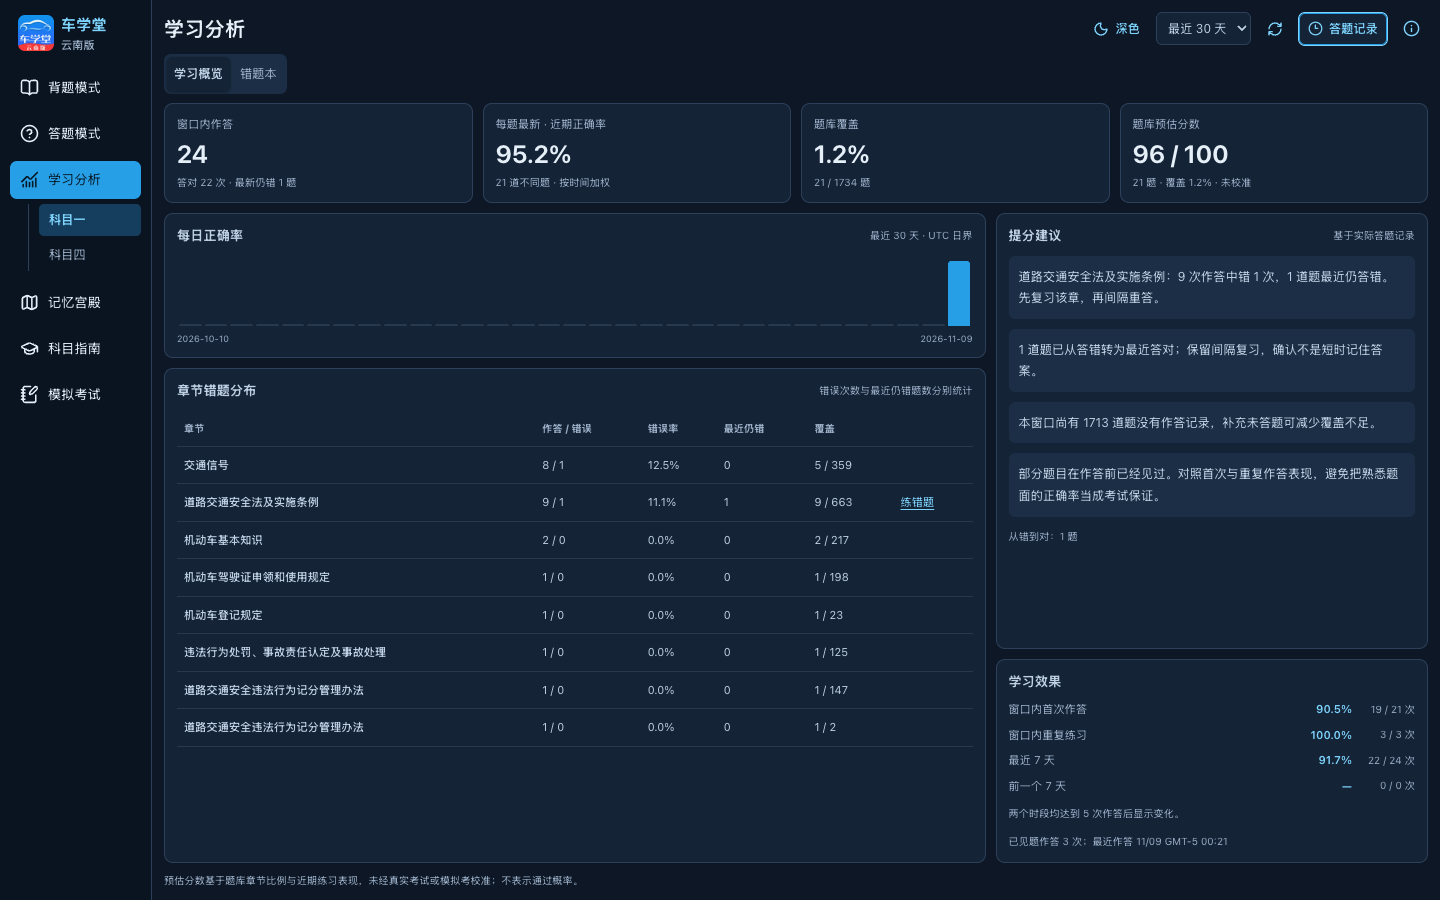 车学堂
云南版
背题模式
答题模式
学习分析
科目一
科目四
记忆宫殿
科目指南
模拟考试
学习分析
深色
最近 30 天
答题记录
学习概览 错题本
窗口内作答
24
答对 22 次 · 最新仍错 1 题
每题最新 · 近期正确率
95.2%
21 道不同题 · 按时间加权
题库覆盖
1.2%
21 / 1734 题
题库预估分数
96 / 100
21 题 · 覆盖 1.2% · 未校准
每日正确率 最近 30 天 · UTC 日界
2026-10-10 2026-11-09
章节错题分布 错误次数与最近仍错题数分别统计
章节 作答 / 错误 错误率 最近仍错 覆盖
交通信号 8 / 1 12.5% 0 5 / 359
道路交通安全法及实施条例 9 / 1 11.1% 1 9 / 663 练错题
机动车基本知识 2 / 0 0.0% 0 2 / 217
机动车驾驶证申领和使用规定 1 / 0 0.0% 0 1 / 198
机动车登记规定 1 / 0 0.0% 0 1 / 23
违法行为处罚、事故责任认定及事故处理 1 / 0 0.0% 0 1 / 125
道路交通安全违法行为记分管理办法 1 / 0 0.0% 0 1 / 147
道路交通安全违法行为记分管理办法 1 / 0 0.0% 0 1 / 2
提分建议 基于实际答题记录
道路交通安全法及实施条例：9 次作答中错 1 次，1 道题最近仍答错。
先复习该章，再间隔重答。
1 道题已从答错转为最近答对；保留间隔复习，确认不是短时记住答
案。
本窗口尚有 1713 道题没有作答记录，补充未答题可减少覆盖不足。
部分题目在作答前已经见过。对照首次与重复作答表现，避免把熟悉题
面的正确率当成考试保证。
从错到对：1 题
学习效果
窗口内首次作答 90.5% 19 / 21 次
窗口内重复练习 100.0% 3 / 3 次
最近 7 天 91.7% 22 / 24 次
前一个 7 天 — 0 / 0 次
两个时段均达到 5 次作答后显示变化。
已见题作答 3 次；最近作答 11/09 GMT-5 00:21
预估分数基于题库章节比例与近期练习表现，未经真实考试或模拟考校准；不表示通过概率。